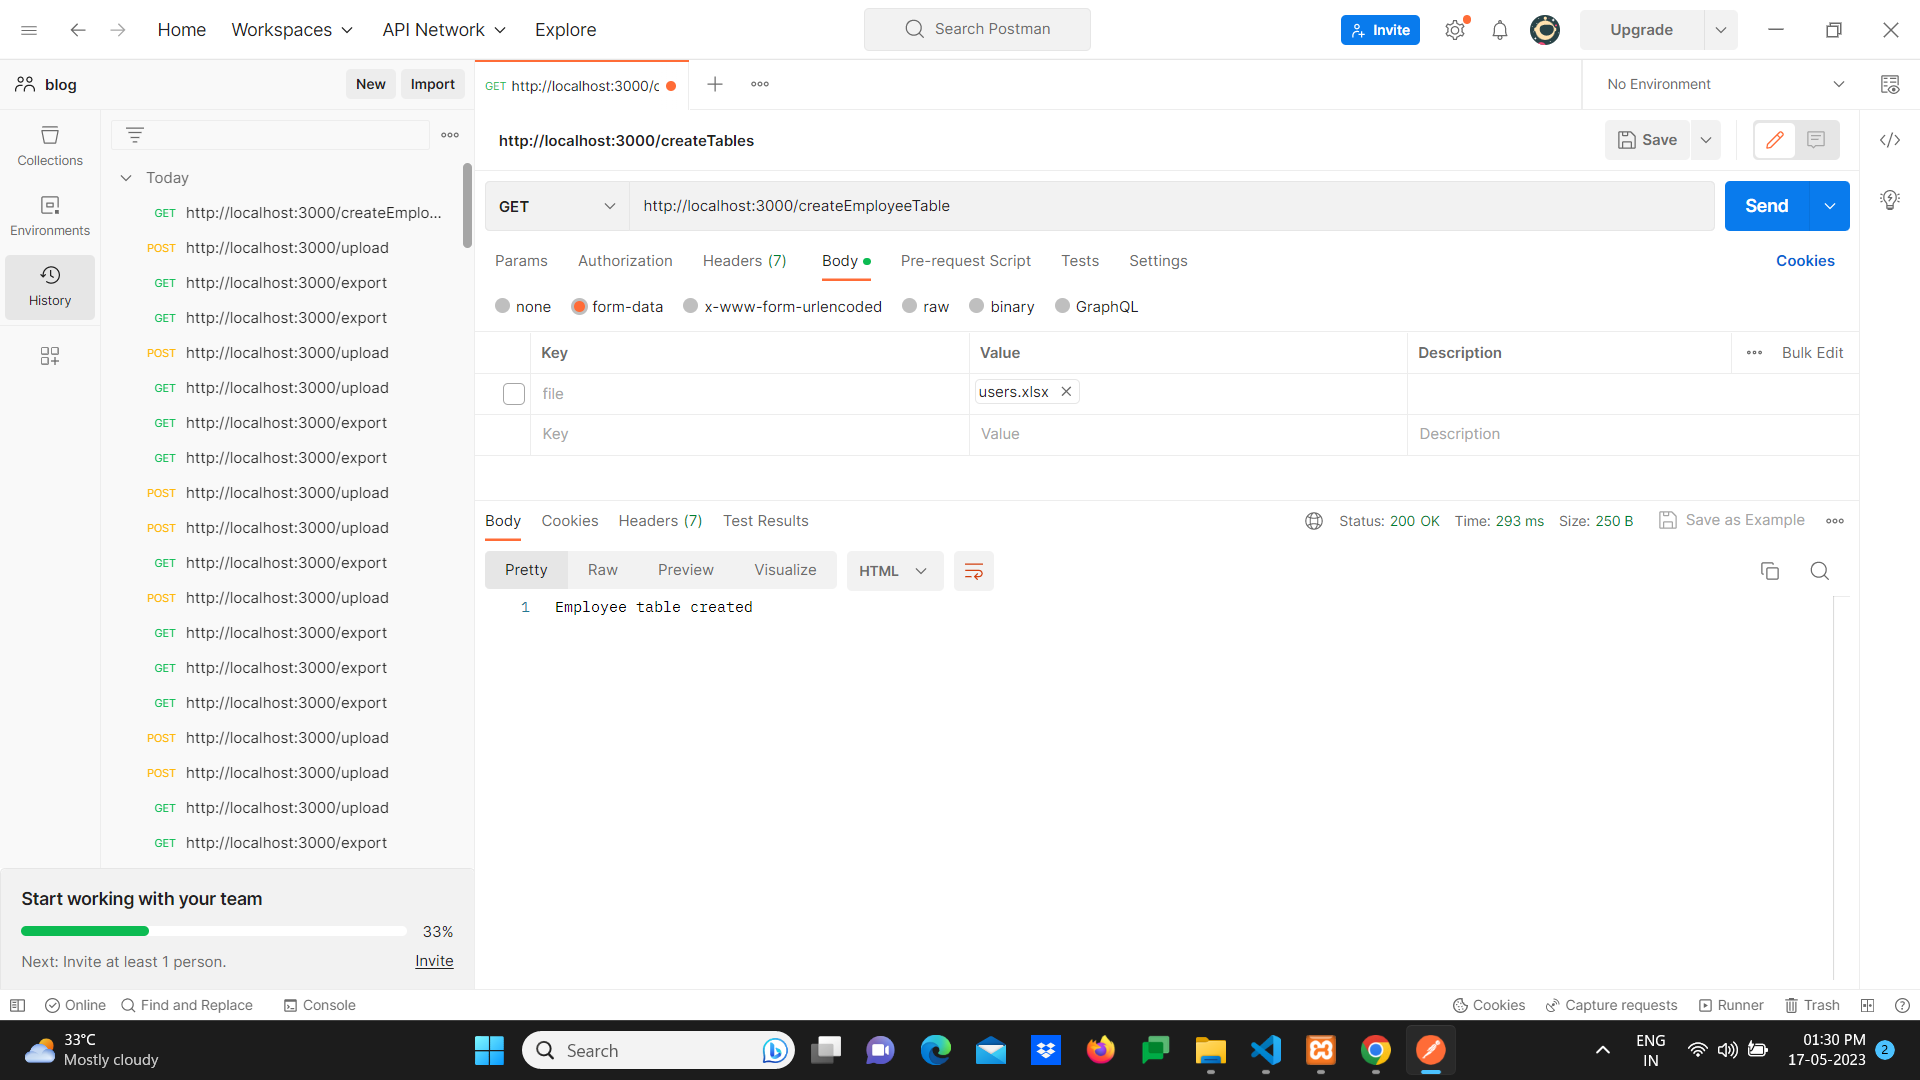 Home Workspaces API Network Explore Search Postman Invite Upgrade
blog New Import GET http://localhost:3000/c No Environment
Collections
Environments
History
Today
GET http://localhost:3000/createEmplo...
POST http://localhost:3000/upload
GET http://localhost:3000/export
GET http://localhost:3000/export
POST http://localhost:3000/upload
GET http://localhost:3000/upload
GET http://localhost:3000/export
GET http://localhost:3000/export
POST http://localhost:3000/upload
POST http://localhost:3000/upload
GET http://localhost:3000/export
POST http://localhost:3000/upload
GET http://localhost:3000/export
GET http://localhost:3000/export
GET http://localhost:3000/export
POST http://localhost:3000/upload
POST http://localhost:3000/upload
GET http://localhost:3000/upload
GET http://localhost:3000/export
Start working with your team
33%
Next: Invite at least 1 person. Invite
http://localhost:3000/createTables Save
GET http://localhost:3000/createEmployeeTable Send
Params Authorization Headers (7) Body Pre-request Script Tests Settings Cookies
none form-data x-www-form-urlencoded raw binary GraphQL
Key Value Description Bulk Edit
file users.xlsx
Key Value Description
Body Cookies Headers (7) Test Results Status: 200 OK Time: 293 ms Size: 250 B Save as Example
Pretty Raw Preview Visualize HTML
1 Employee table created
Online Find and Replace Console Cookies Capture requests Runner Trash
33°C
Mostly cloudy
Search
ENG
IN
01:30 PM
17-05-2023
2